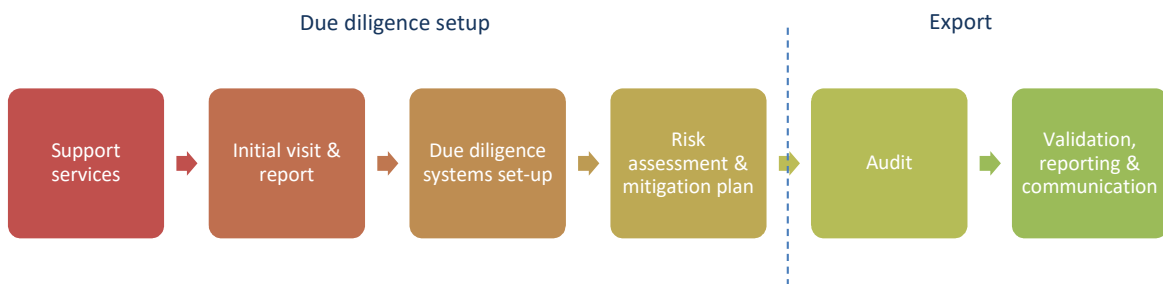 Due diligence setup
Export
Support
services
Initial visit &
report
Due diligence
systems set-up
Risk
assessment &
mitigation plan
Audit
Validation,
reporting &
communication